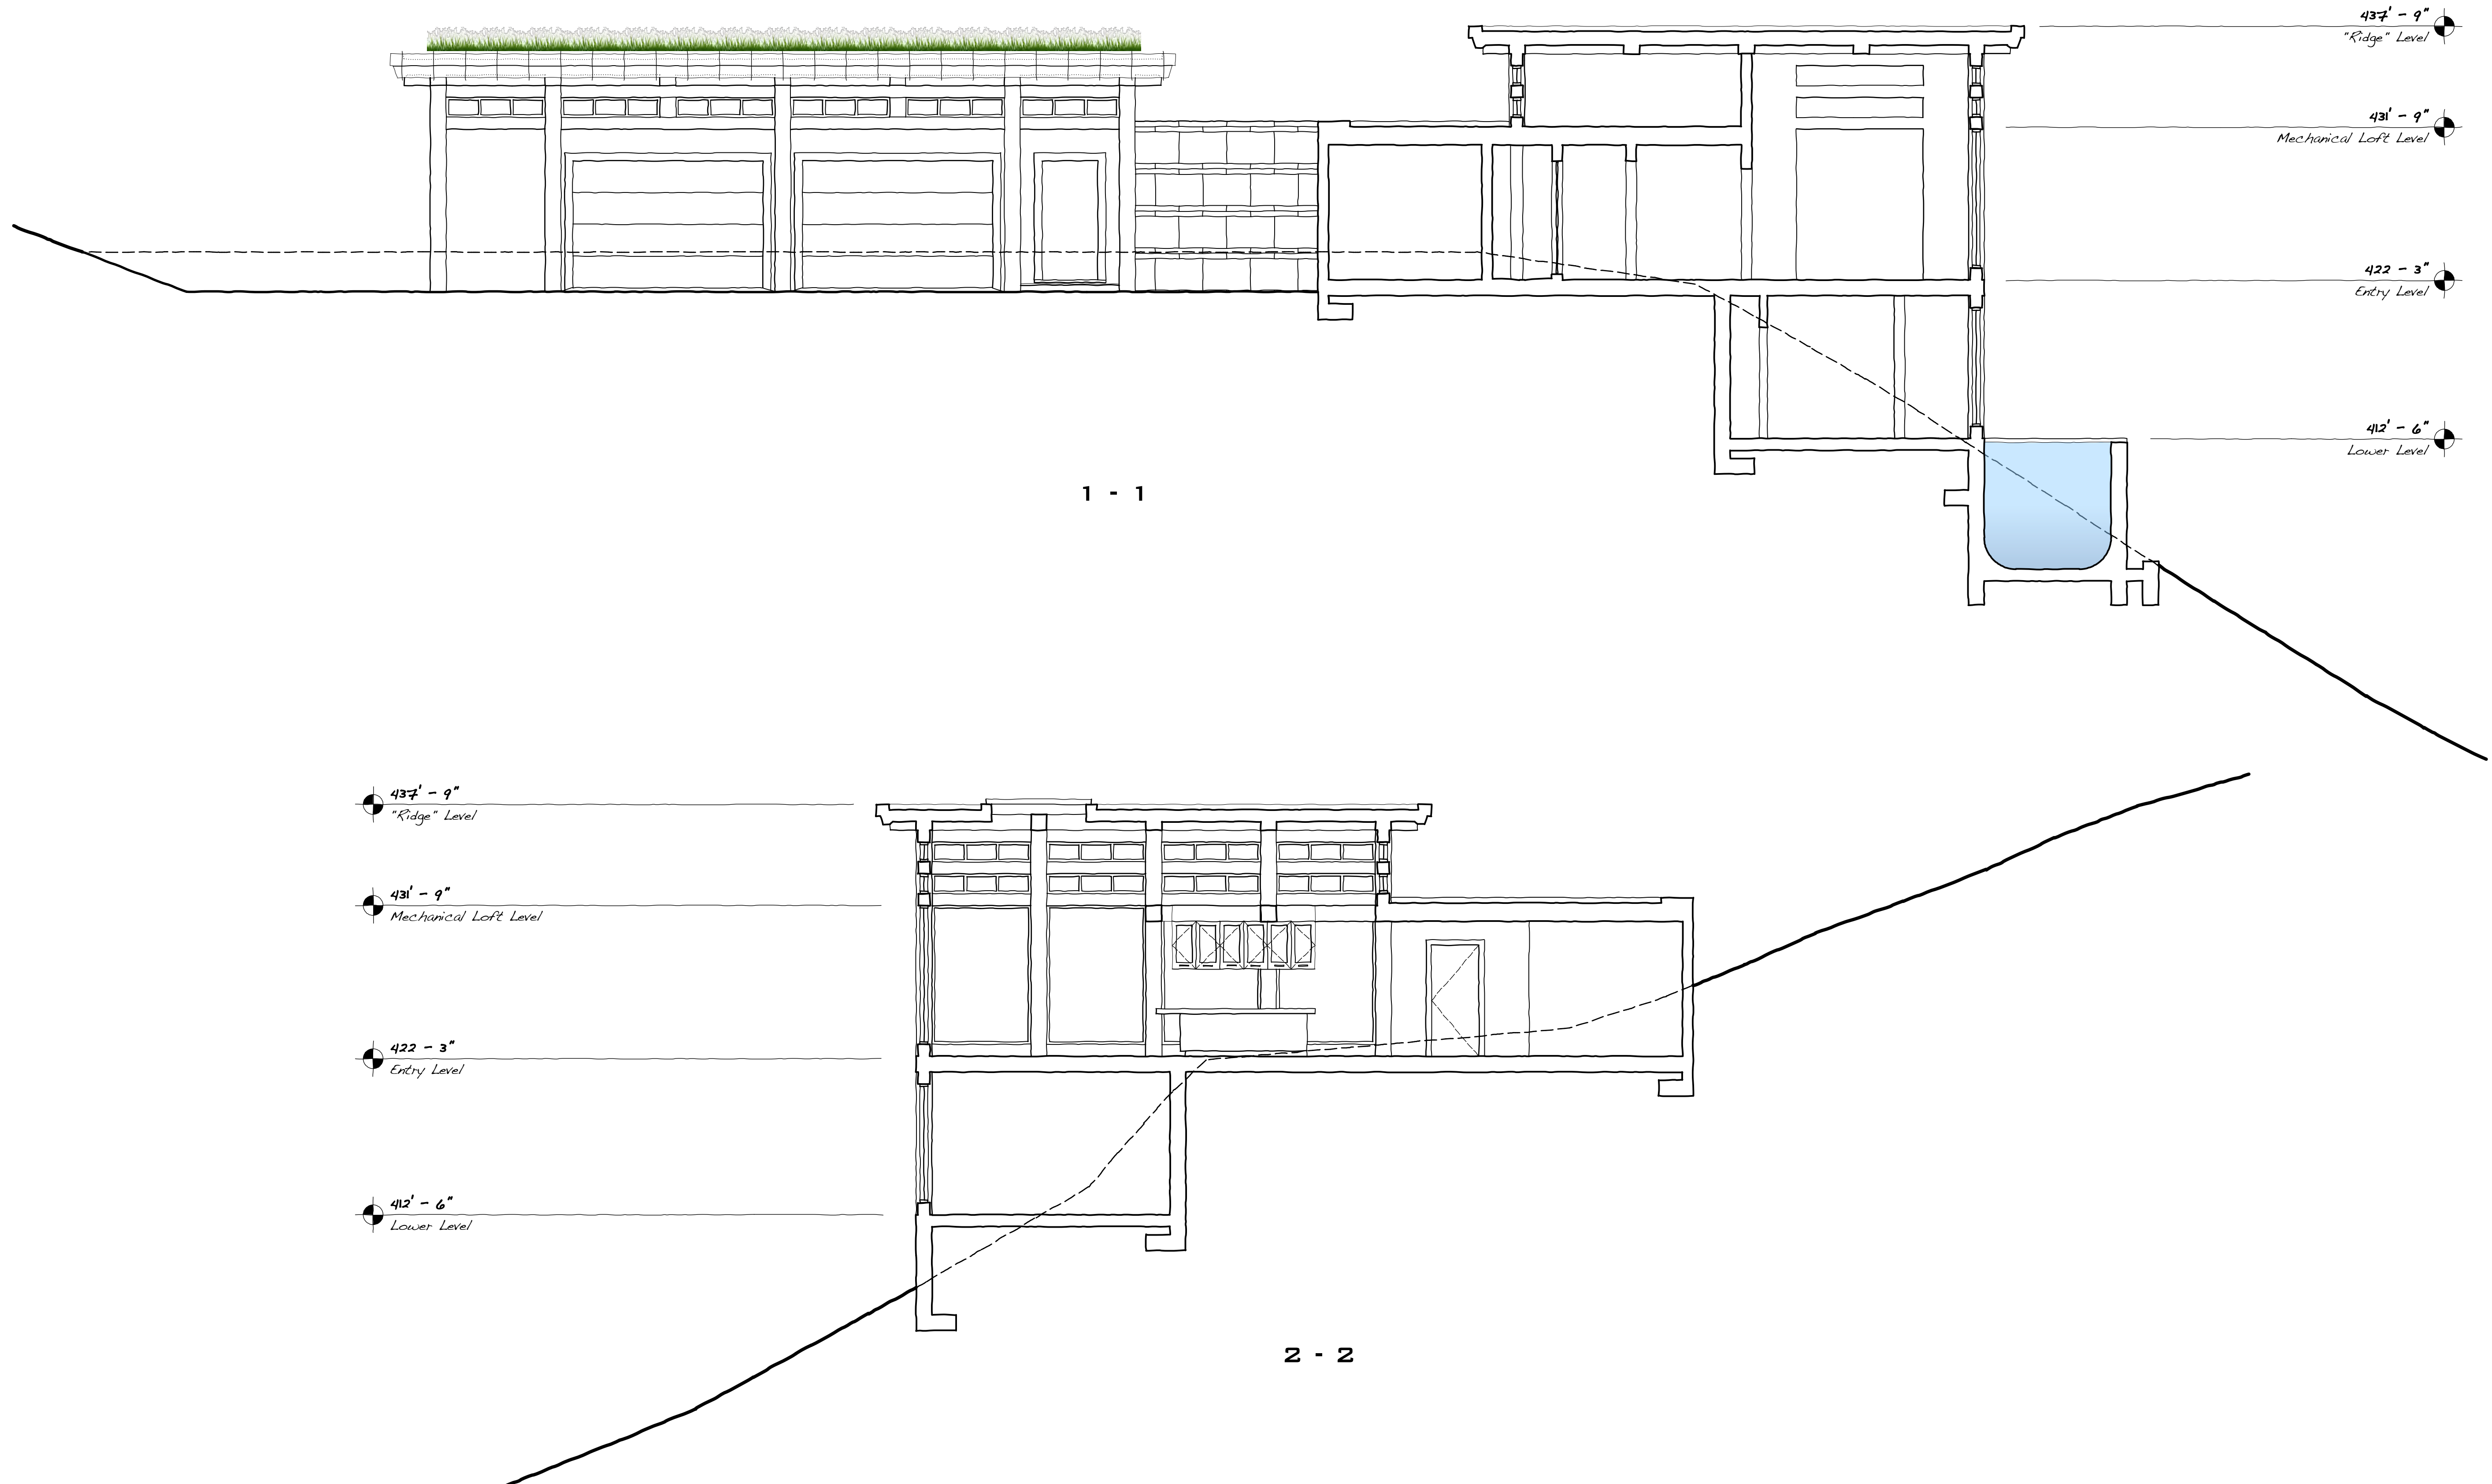 437' - 9"
"Ridge" Level
431' - 9"
Mechanical Loft Level
422 - 3"
Entry Level
412' - 6"
Lower Level
1 - 1
437' - 9"
"Ridge" Level
431' - 9"
Mechanical Loft Level
422 - 3"
Entry Level
412' - 6"
Lower Level
2 - 2